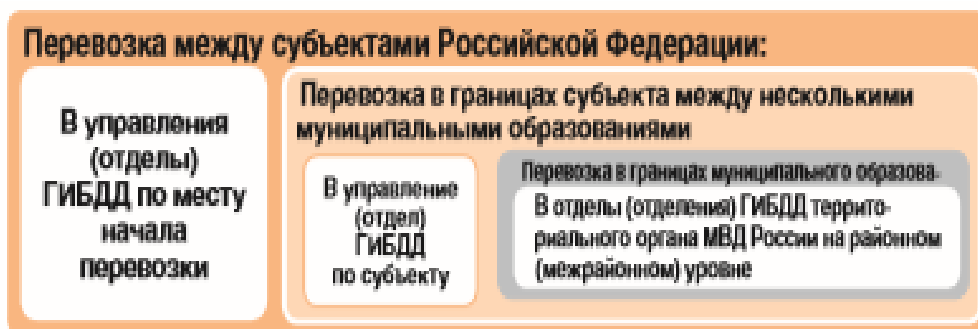 Перевозка между субъектами Российской Федерации:
В управления
(отделы)
ГИБДД по месту
начала
перевозки
Перевозка в границах субъекта между несколькими
муниципальными образованиями
В управление
(отдел)
ГИБДД
по субъекту
Перевозка в границах муниципального образова-
В отделы (отделения) ГИБДД террито-
риального органа МВД России на районном
(межрайонном) уровне